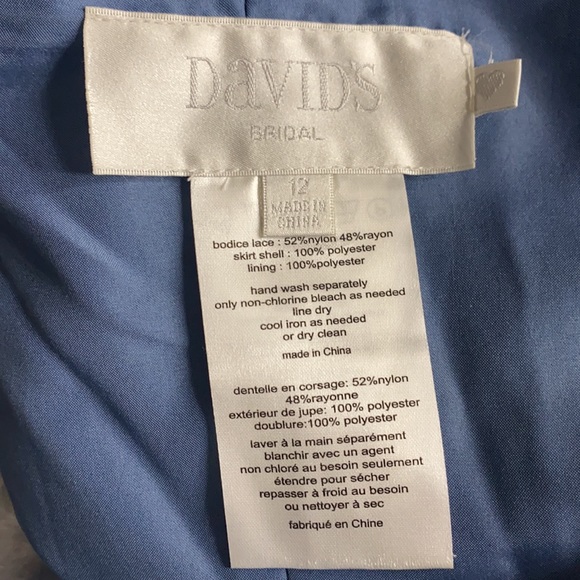 DaVID'S
BRIDAL
12
MADE IN
CHINA
bodice lace : 52%nylon 48%rayon
skirt shell : 100% polyester
lining : 100%polyester
hand wash separately
only non-chlorine bleach as needed
line dry
cool iron as needed
or dry clean
made in China
dentelle en corsage: 52%nylon
48%rayonne
extérieur de jupe: 100% polyester
doublure:100% polyester
laver à la main séparément
blanchir avec un agent
non chloré au besoin seulement
étendre pour sécher
repasser à froid au besoin
ou nettoyer à sec
fabriqué en Chine